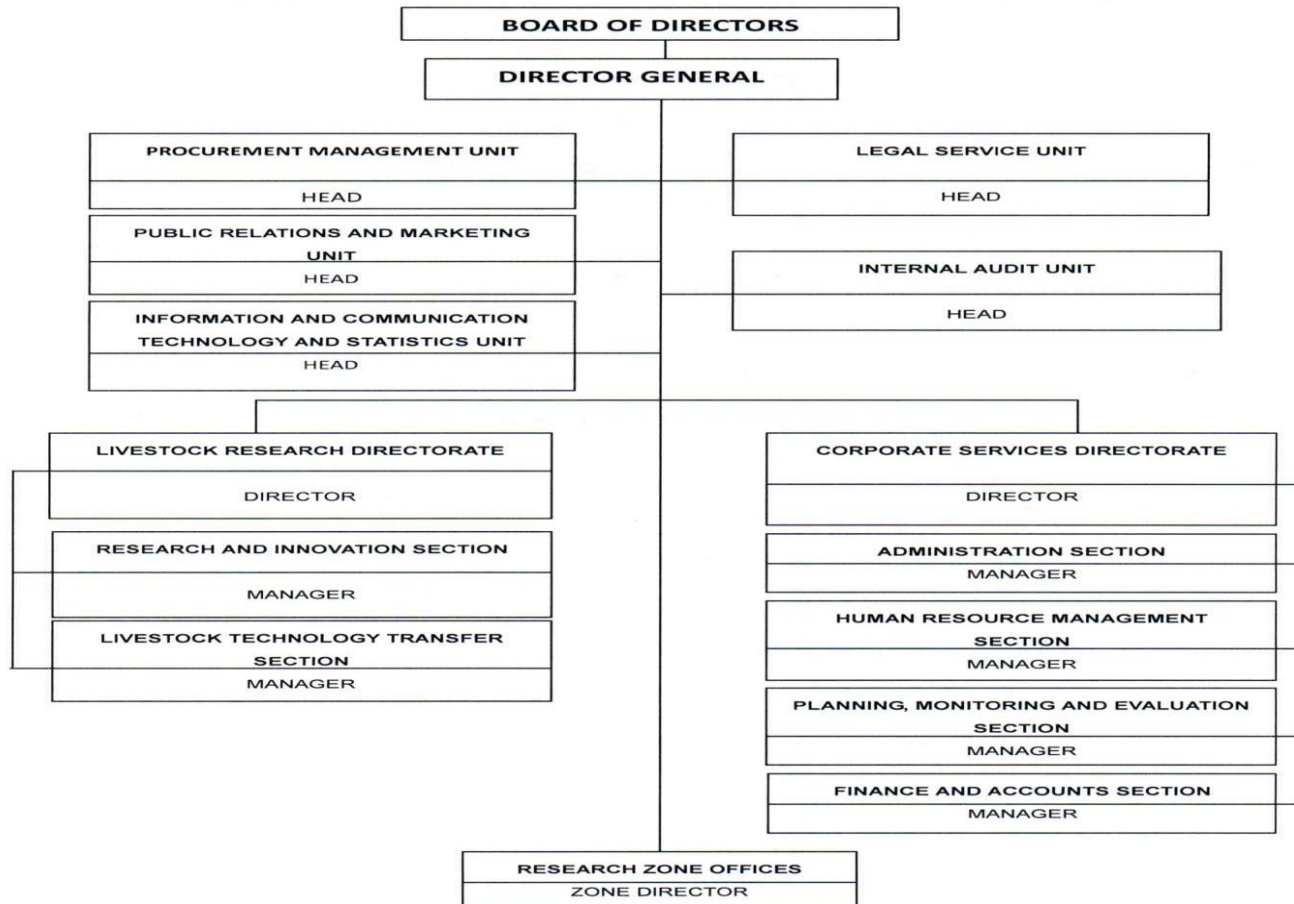 BOARD OF DIRECTORS
DIRECTOR GENERAL
PROCUREMENT MANAGEMENT UNIT
HEAD
LEGAL SERVICE UNIT
HEAD
PUBLIC RELATIONS AND MARKETING
UNIT
HEAD
INTERNAL AUDIT UNIT
HEAD
INFORMATION AND COMMUNICATION
TECHNOLOGY AND STATISTICS UNIT
HEAD
LIVESTOCK RESEARCH DIRECTORATE
DIRECTOR
RESEARCH AND INNOVATION SECTION
MANAGER
LIVESTOCK TECHNOLOGY TRANSFER
SECTION
MANAGER
CORPORATE SERVICES DIRECTORATE
DIRECTOR
ADMINISTRATION SECTION
MANAGER
HUMAN RESOURCE MANAGEMENT
SECTION
MANAGER
PLANNING, MONITORING AND EVALUATION
SECTION
MANAGER
FINANCE AND ACCOUNTS SECTION
MANAGER
RESEARCH ZONE OFFICES
ZONE DIRECTOR